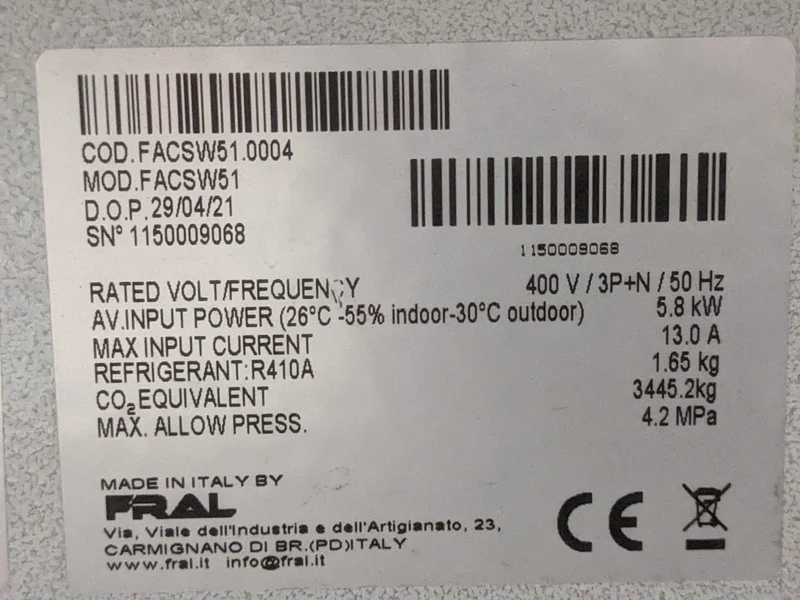 COD.FACSW51.0004
MOD.FACSW51
D.O.P.29/04/21
SN° 1150009068
1150009068
RATED VOLT/FREQUENCY 400 V / 3P+N / 50 Hz
AV.INPUT POWER (26°C -55% indoor-30°C outdoor) 5.8 kW
MAX INPUT CURRENT 13.0 A
REFRIGERANT:R410A 1.65 kg
CO₂EQUIVALENT 3445.2kg
MAX. ALLOW PRESS. 4.2 MPa
MADE IN ITALY BY
FRAL
Via, Viale dell'Industria e dell'Artigianato, 23,
CARMIGNANO DI BR.(PD)ITALY
www.fral.it info@fral.it
CE